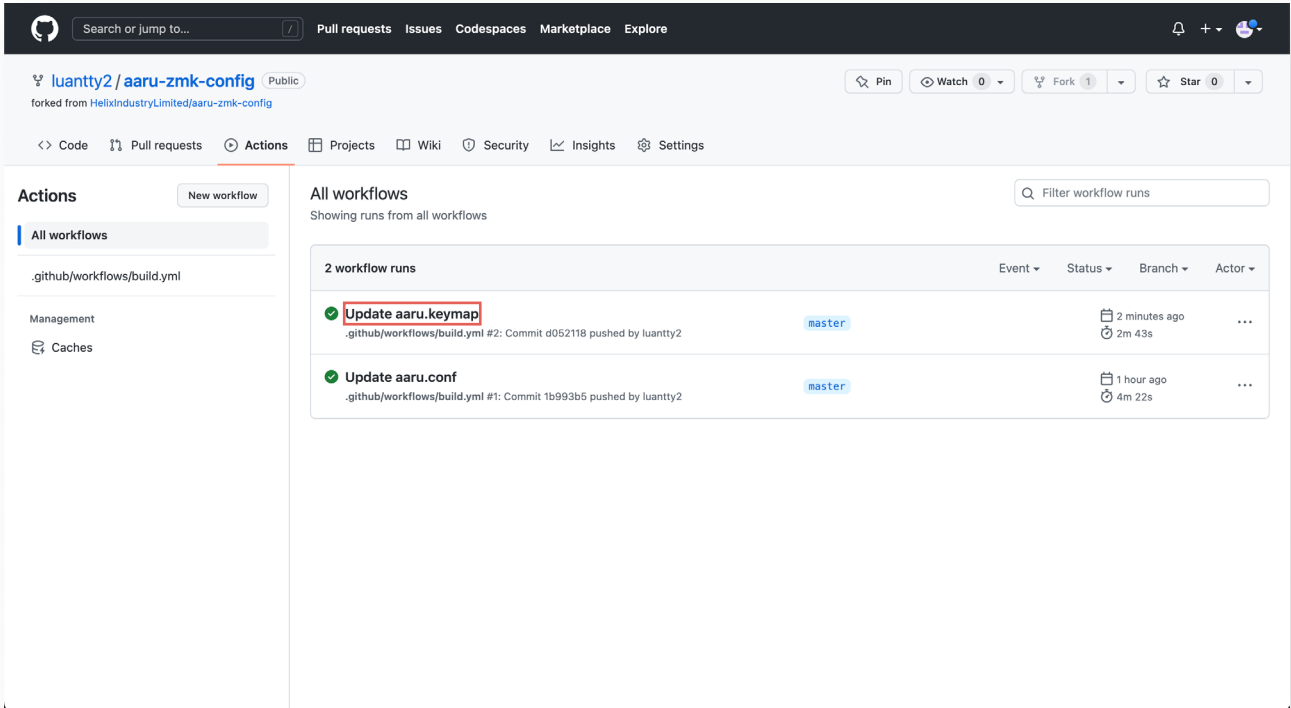 Search or jump to... / Pull requests Issues Codespaces Marketplace Explore
luantty2 / aaru-zmk-config Public Pin Watch 0 Fork 1 Star 0
forked from HelixIndustryLimited/aaru-zmk-config
Code Pull requests Actions Projects Wiki Security Insights Settings
Actions New workflow
All workflows
.github/workflows/build.yml
Management
Caches
All workflows Filter workflow runs
Showing runs from all workflows
2 workflow runs Event Status Branch Actor
Update aaru.keymap
.github/workflows/build.yml #2: Commit d052118 pushed by luantty2
master
2 minutes ago
2m 43s
Update aaru.conf
.github/workflows/build.yml #1: Commit 1b993b5 pushed by luantty2
master
1 hour ago
4m 22s